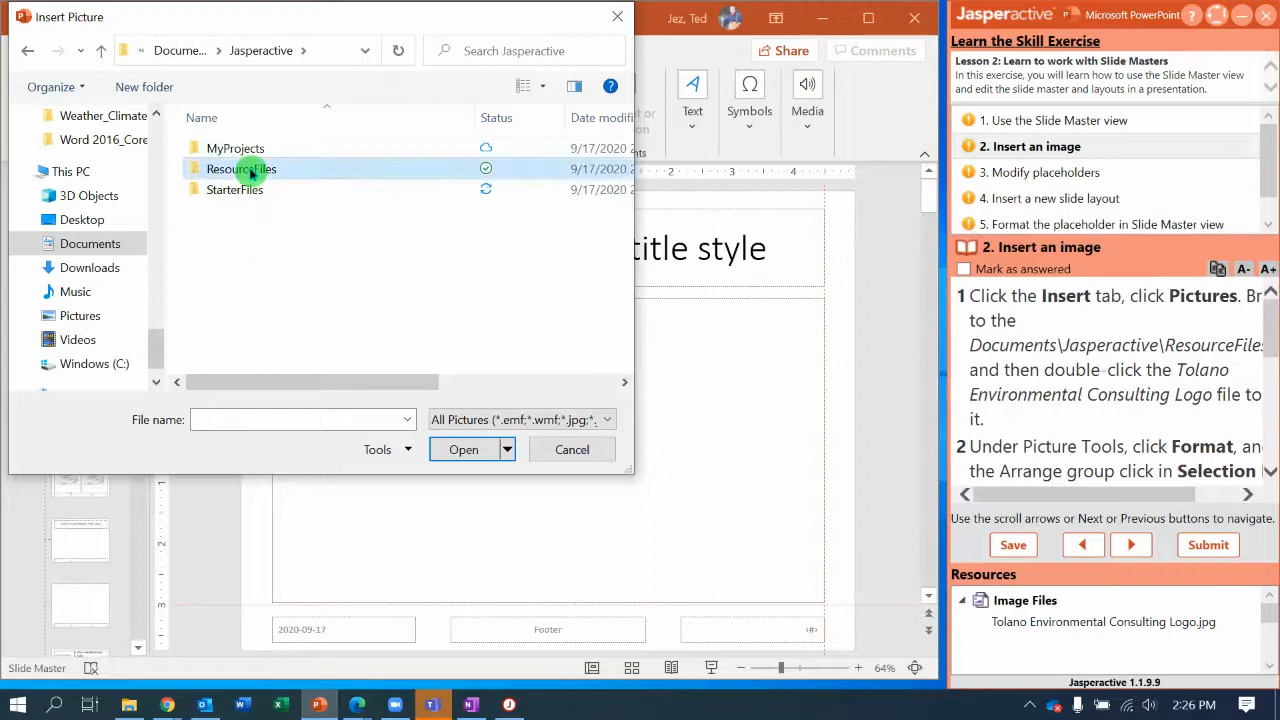 Insert Picture
Jez, Ted
« Docume... › Jasperactive ›
Search Jasperactive
Share
Comments
Organize
New folder
Text
Symbols
Media
Name
Status
Date modifi
Weather_Climate
Word 2016_Core
This PC
3D Objects
Desktop
Documents
Downloads
Music
Pictures
Videos
Windows (C:)
MyProjects
9/17/2020 2
ResourceFiles
9/17/2020 2
StarterFiles
9/17/2020 2
File name:
All Pictures (*.emf;*.wmf;*.jpg;*.
Tools
Open
Cancel
2
3
4
title style
1
2
3
2020-09-17
Footer
‹#›
Slide Master
64%
Jasperactive
Microsoft PowerPoint
Learn the Skill Exercise
Lesson 2: Learn to work with Slide Masters
In this exercise, you will learn how to use the Slide Master view
and edit the slide master and layouts in a presentation.
1. Use the Slide Master view
2. Insert an image
3. Modify placeholders
4. Insert a new slide layout
5. Format the placeholder in Slide Master view
2. Insert an image
Mark as answered
A-
A+
1 Click the Insert tab, click Pictures. Br
to the
Documents\Jasperactive\ResourceFiles
and then double-click the Tolano
Environmental Consulting Logo file to
it.
2 Under Picture Tools, click Format, an
the Arrange group click in Selection
Use the scroll arrows or Next or Previous buttons to navigate.
Save
Submit
Resources
Image Files
Tolano Environmental Consulting Logo.jpg
Jasperactive 1.1.9.9
2:26 PM